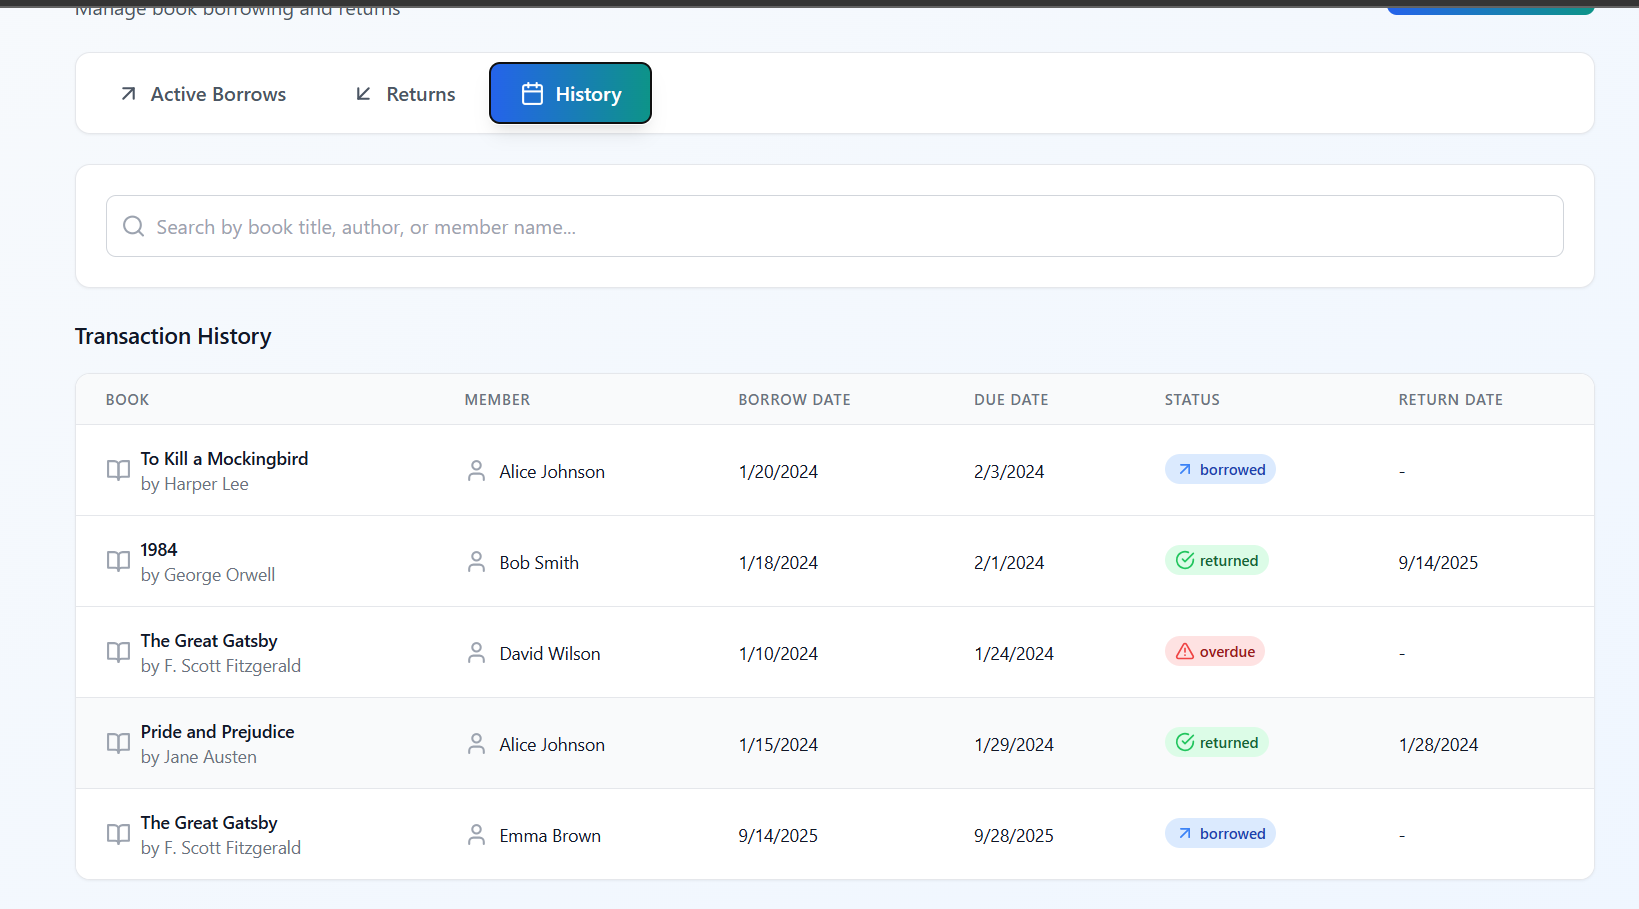 Manage book borrowing and returns
Active Borrows Returns History
Search by book title, author, or member name...
Transaction History
BOOK MEMBER BORROW DATE DUE DATE STATUS RETURN DATE
To Kill a Mockingbird
by Harper Lee
Alice Johnson 1/20/2024 2/3/2024 borrowed -
1984
by George Orwell
Bob Smith 1/18/2024 2/1/2024 returned 9/14/2025
The Great Gatsby
by F. Scott Fitzgerald
David Wilson 1/10/2024 1/24/2024 overdue -
Pride and Prejudice
by Jane Austen
Alice Johnson 1/15/2024 1/29/2024 returned 1/28/2024
The Great Gatsby
by F. Scott Fitzgerald
Emma Brown 9/14/2025 9/28/2025 borrowed -